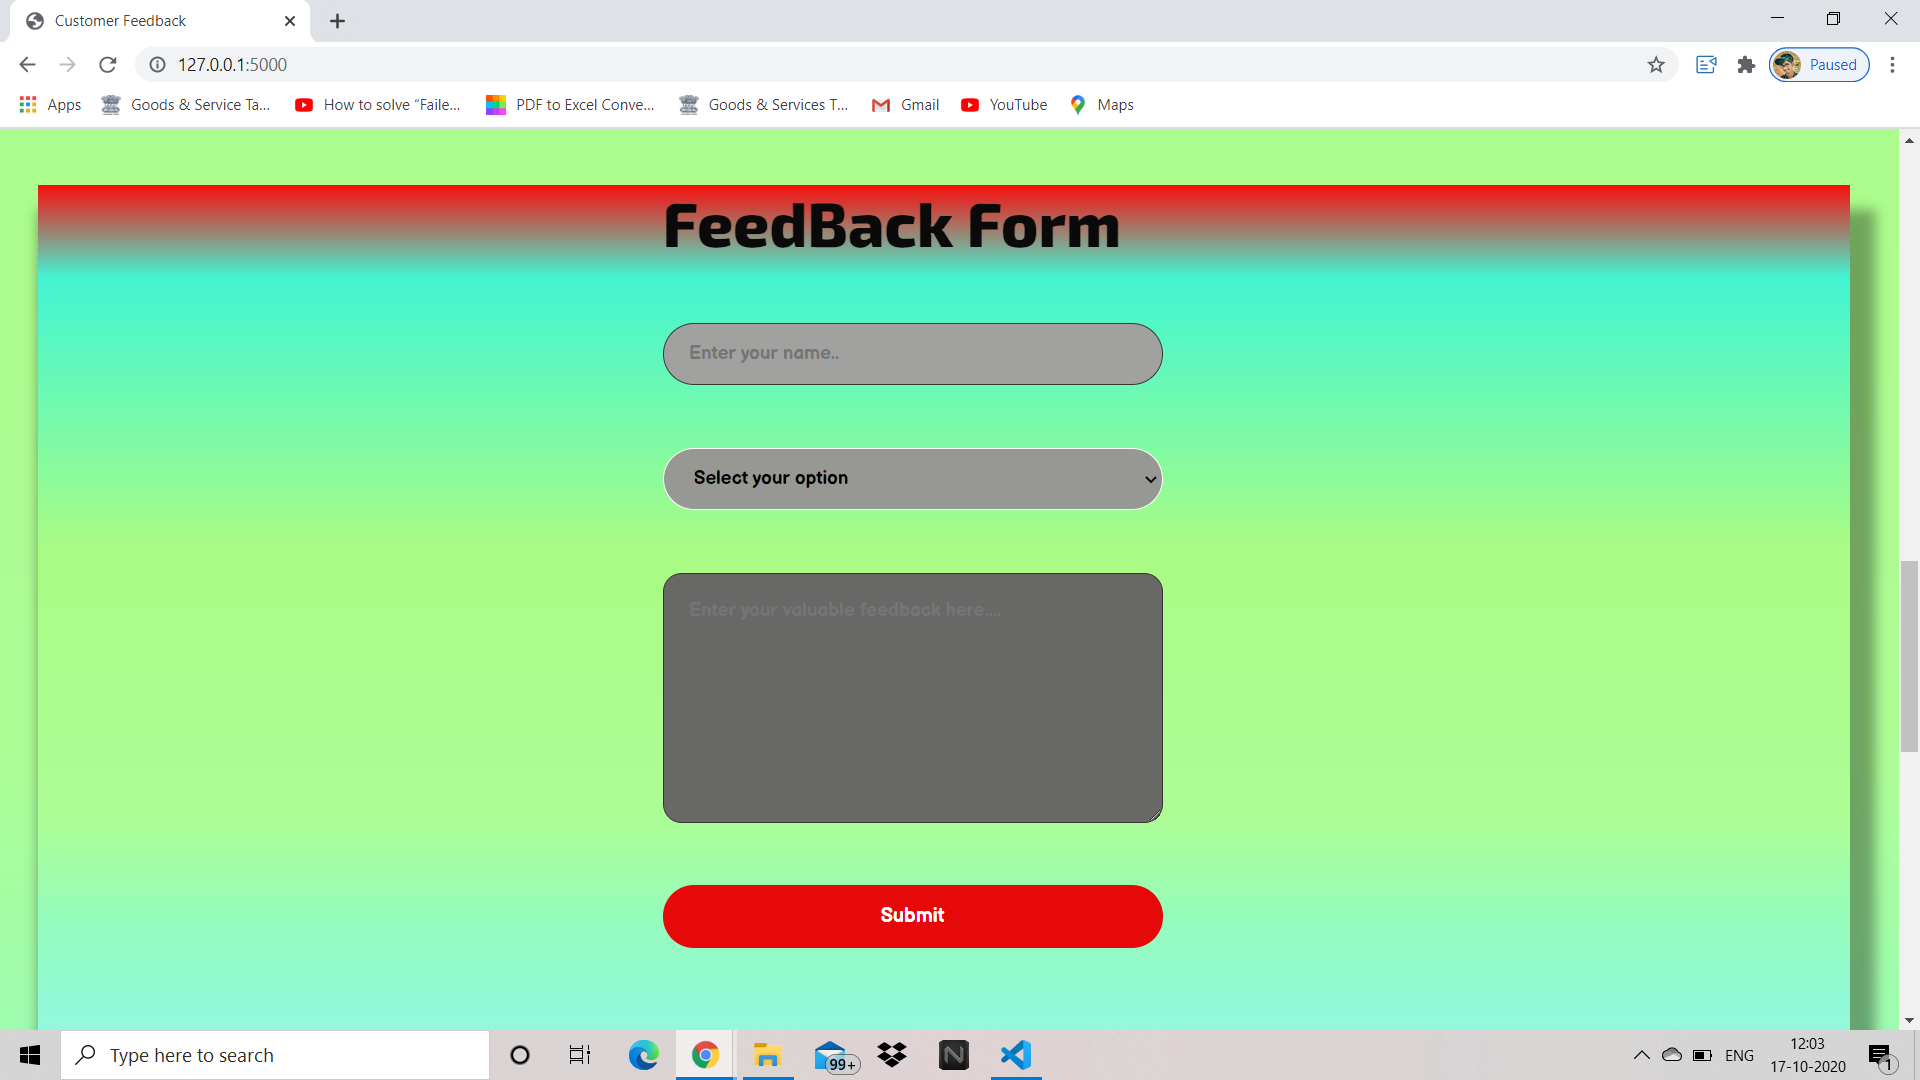 Customer Feedback
127.0.0.1:5000
Paused
Apps
Goods & Service Ta...
How to solve “Faile...
PDF to Excel Conve...
Goods & Services T...
Gmail
YouTube
Maps
FeedBack Form
Enter your name..
Select your option
Enter your valuable feedback here....
Submit
Type here to search
99+
N
ENG
12:03
17-10-2020
1